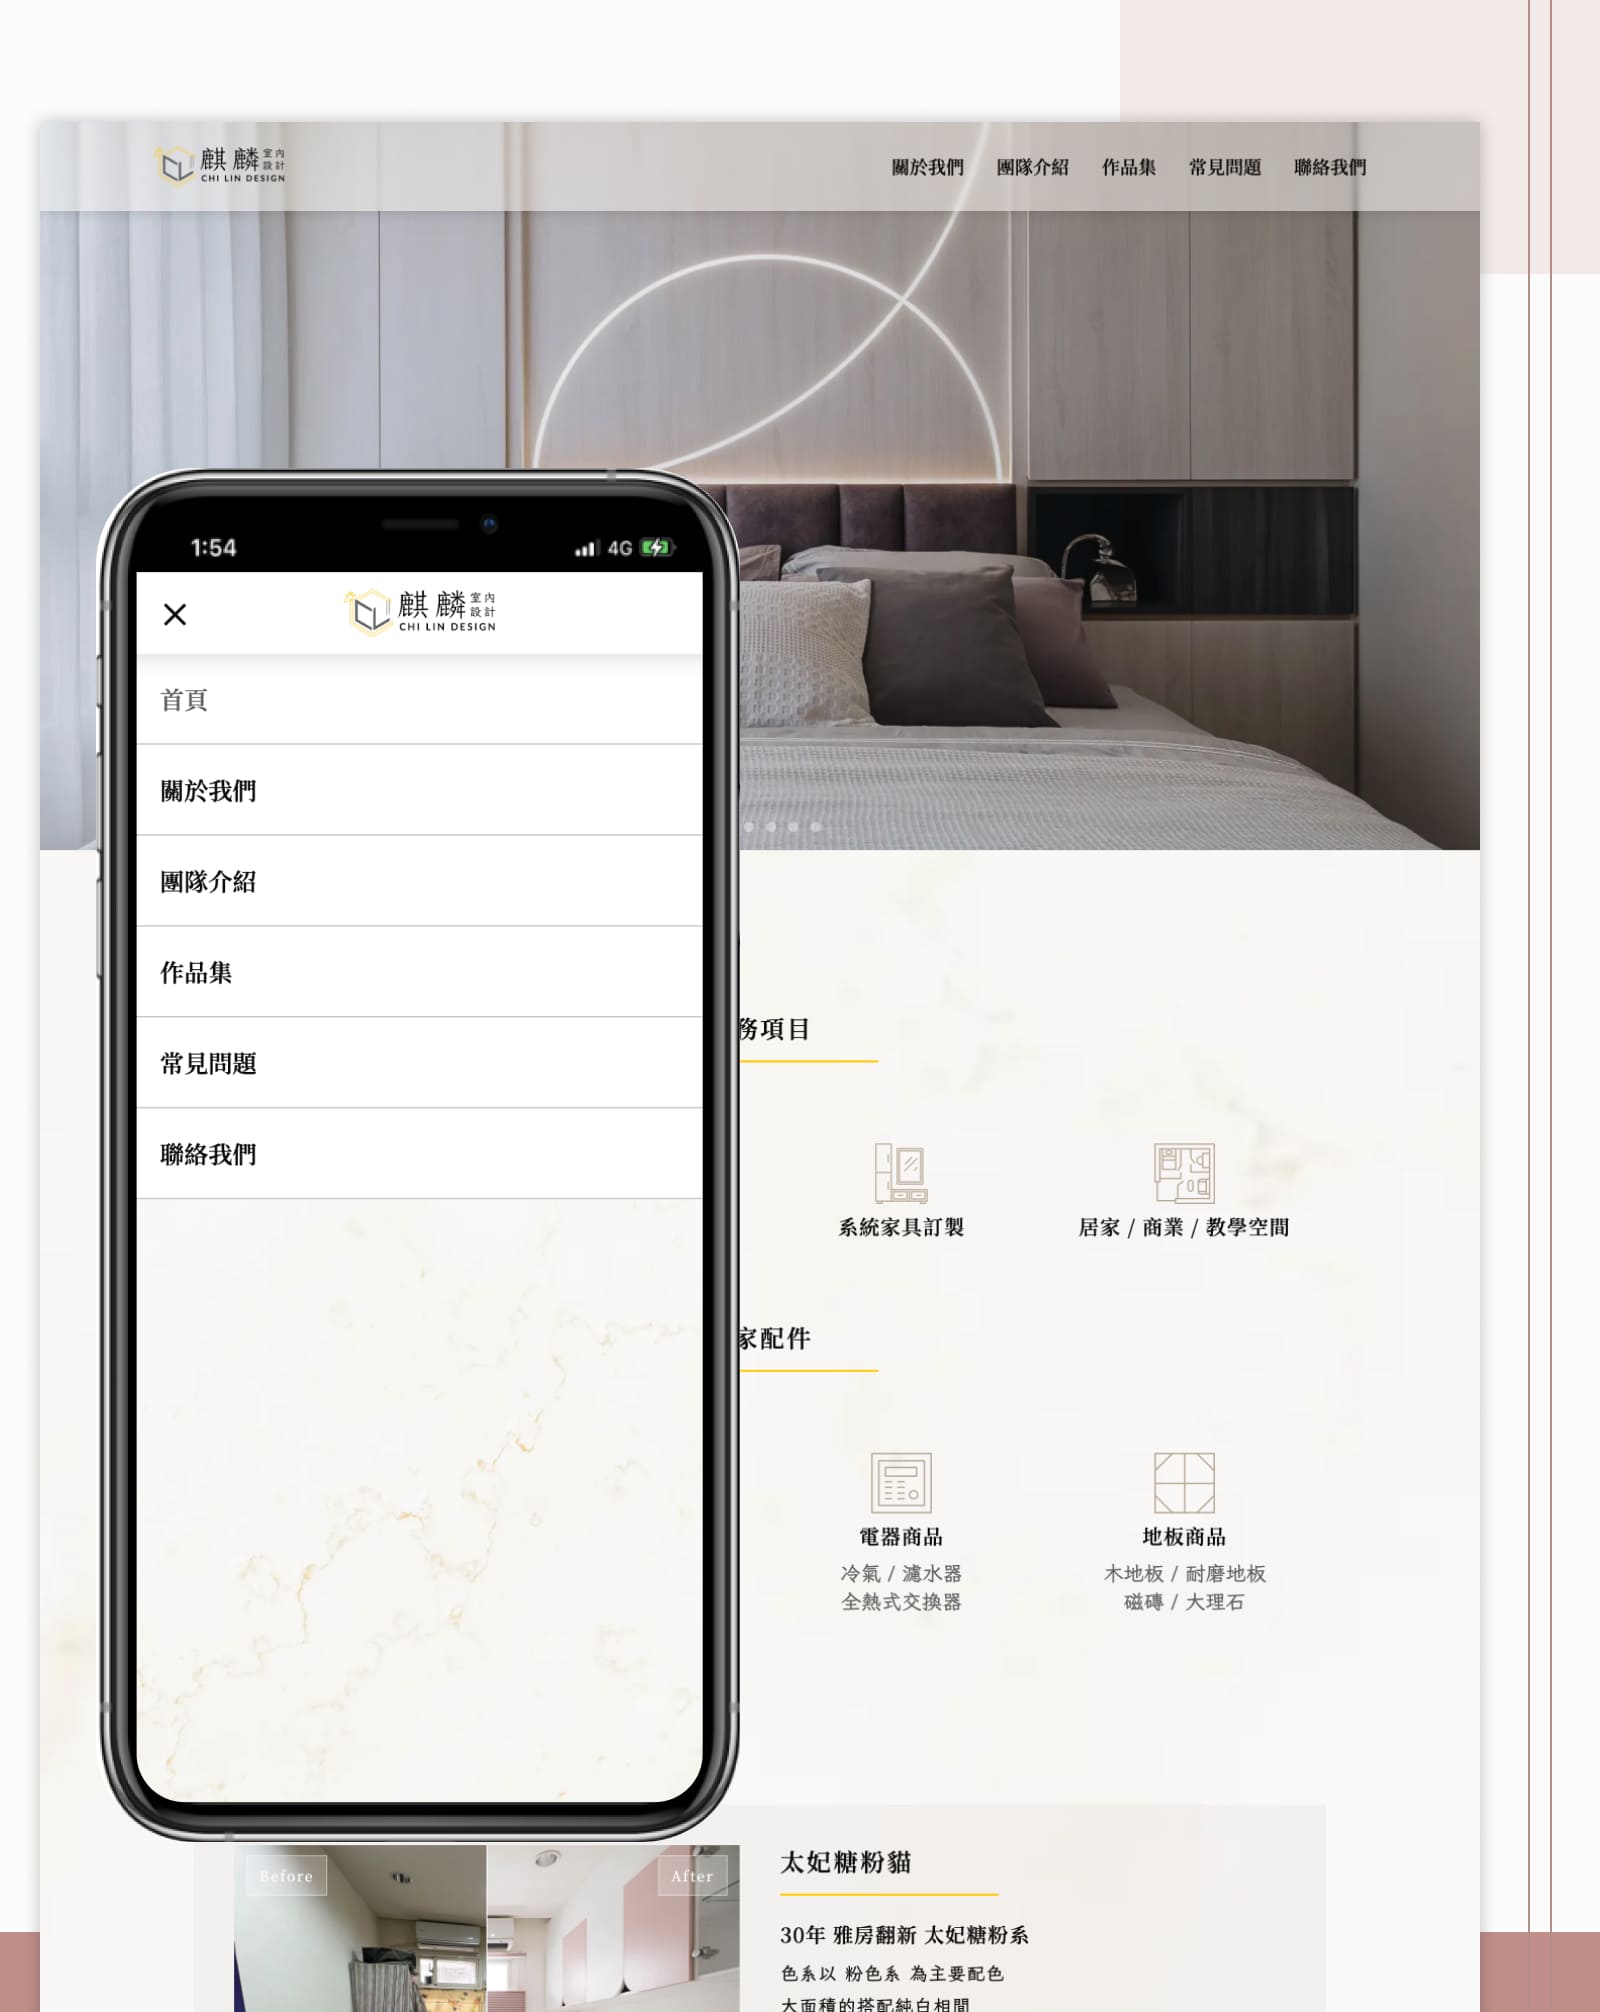 麒麟 室內設計
CHI LIN DESIGN
關於我們 團隊介紹 作品集 常見問題 聯絡我們
1:54 4G
麒麟 室內設計
CHI LIN DESIGN
首頁
關於我們
團隊介紹
作品集
常見問題
聯絡我們
務項目
系統家具訂製
居家 / 商業 / 教學空間
家配件
電器商品
冷氣 / 濾水器
全熱式交換器
地板商品
木地板 / 耐磨地板
磁磚 / 大理石
Before
After
太妃糖粉貓
30年 雅房翻新 太妃糖粉系
色系以 粉色系 為主要配色
大面積的搭配純白相間